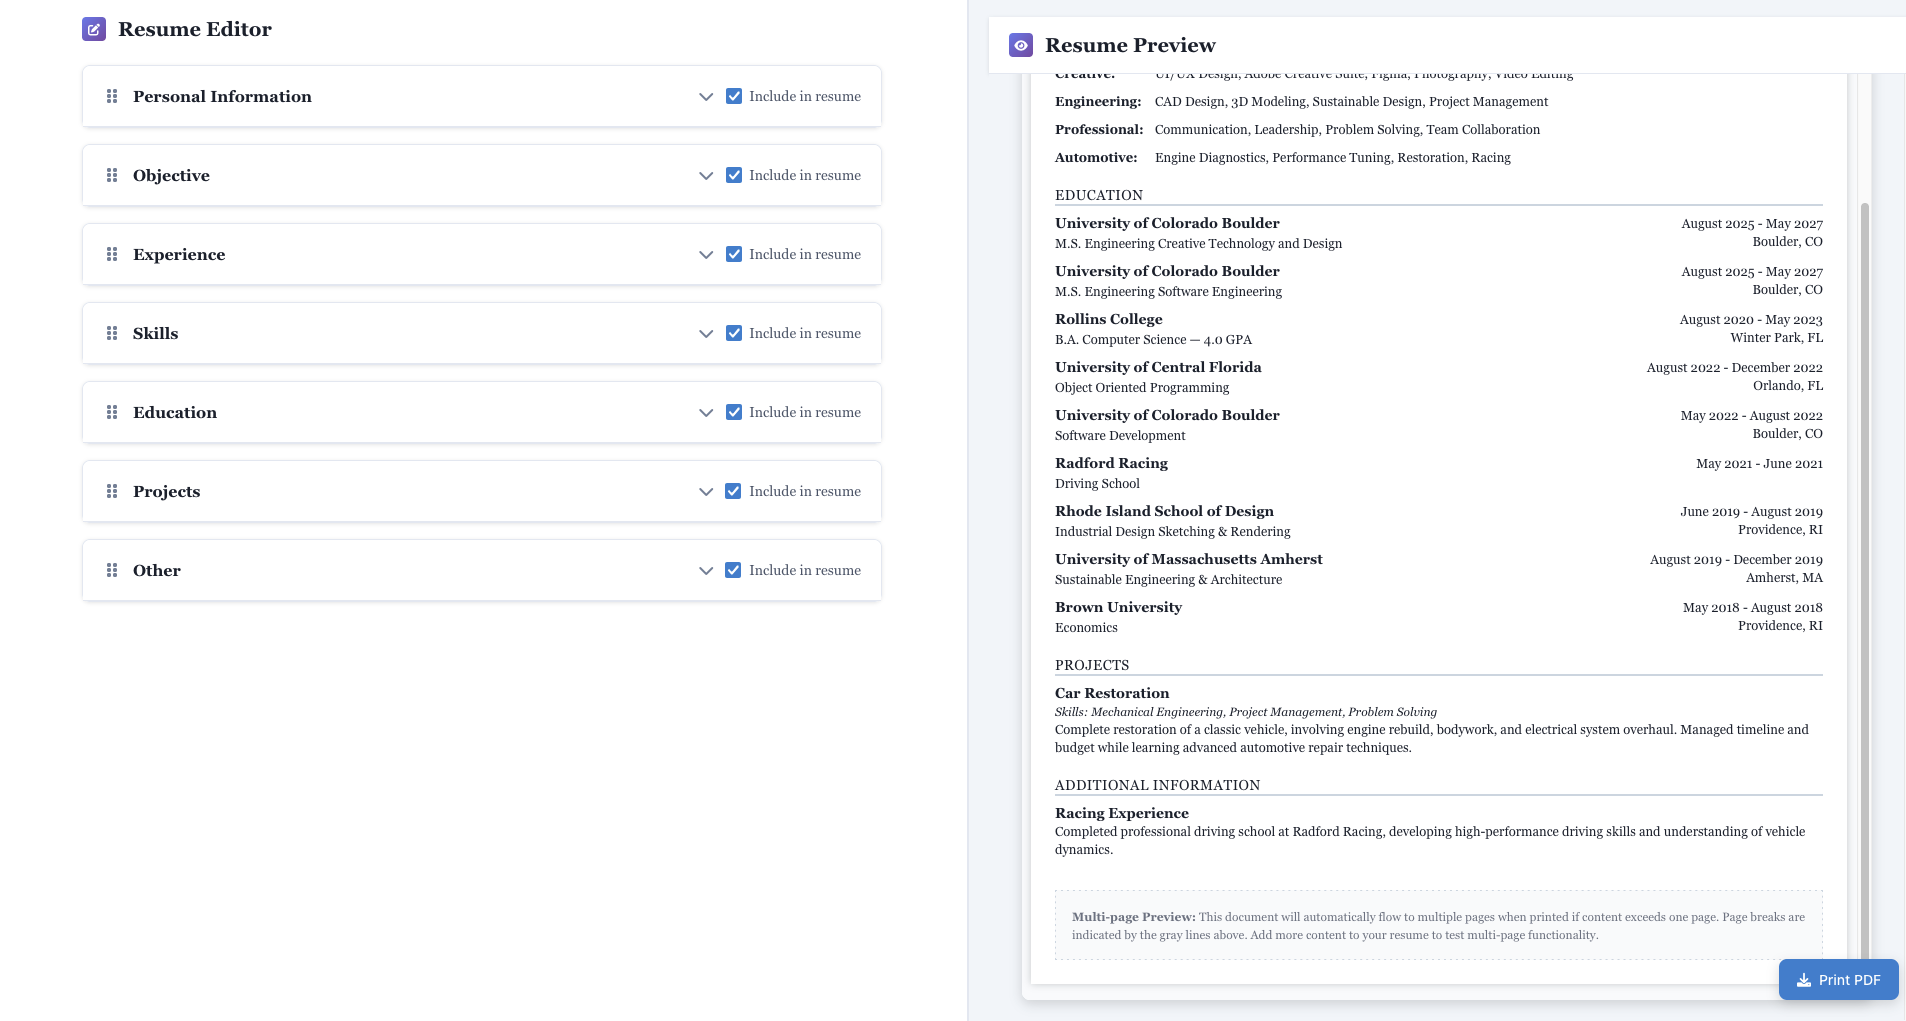 Resume Editor
Personal Information
Include in resume
Objective
Include in resume
Experience
Include in resume
Skills
Include in resume
Education
Include in resume
Projects
Include in resume
Other
Include in resume
Resume Preview
Creative: UI/UX Design, Adobe Creative Suite, Figma, Photography, Video Editing
Engineering: CAD Design, 3D Modeling, Sustainable Design, Project Management
Professional: Communication, Leadership, Problem Solving, Team Collaboration
Automotive: Engine Diagnostics, Performance Tuning, Restoration, Racing
EDUCATION
University of Colorado Boulder August 2025 - May 2027
M.S. Engineering Creative Technology and Design Boulder, CO
University of Colorado Boulder August 2025 - May 2027
M.S. Engineering Software Engineering Boulder, CO
Rollins College August 2020 - May 2023
B.A. Computer Science — 4.0 GPA Winter Park, FL
University of Central Florida August 2022 - December 2022
Object Oriented Programming Orlando, FL
University of Colorado Boulder May 2022 - August 2022
Software Development Boulder, CO
Radford Racing May 2021 - June 2021
Driving School
Rhode Island School of Design June 2019 - August 2019
Industrial Design Sketching & Rendering Providence, RI
University of Massachusetts Amherst August 2019 - December 2019
Sustainable Engineering & Architecture Amherst, MA
Brown University May 2018 - August 2018
Economics Providence, RI
PROJECTS
Car Restoration
Skills: Mechanical Engineering, Project Management, Problem Solving
Complete restoration of a classic vehicle, involving engine rebuild, bodywork, and electrical system overhaul. Managed timeline and
budget while learning advanced automotive repair techniques.
ADDITIONAL INFORMATION
Racing Experience
Completed professional driving school at Radford Racing, developing high-performance driving skills and understanding of vehicle
dynamics.
Multi-page Preview: This document will automatically flow to multiple pages when printed if content exceeds one page. Page breaks are
indicated by the gray lines above. Add more content to your resume to test multi-page functionality.
Print PDF